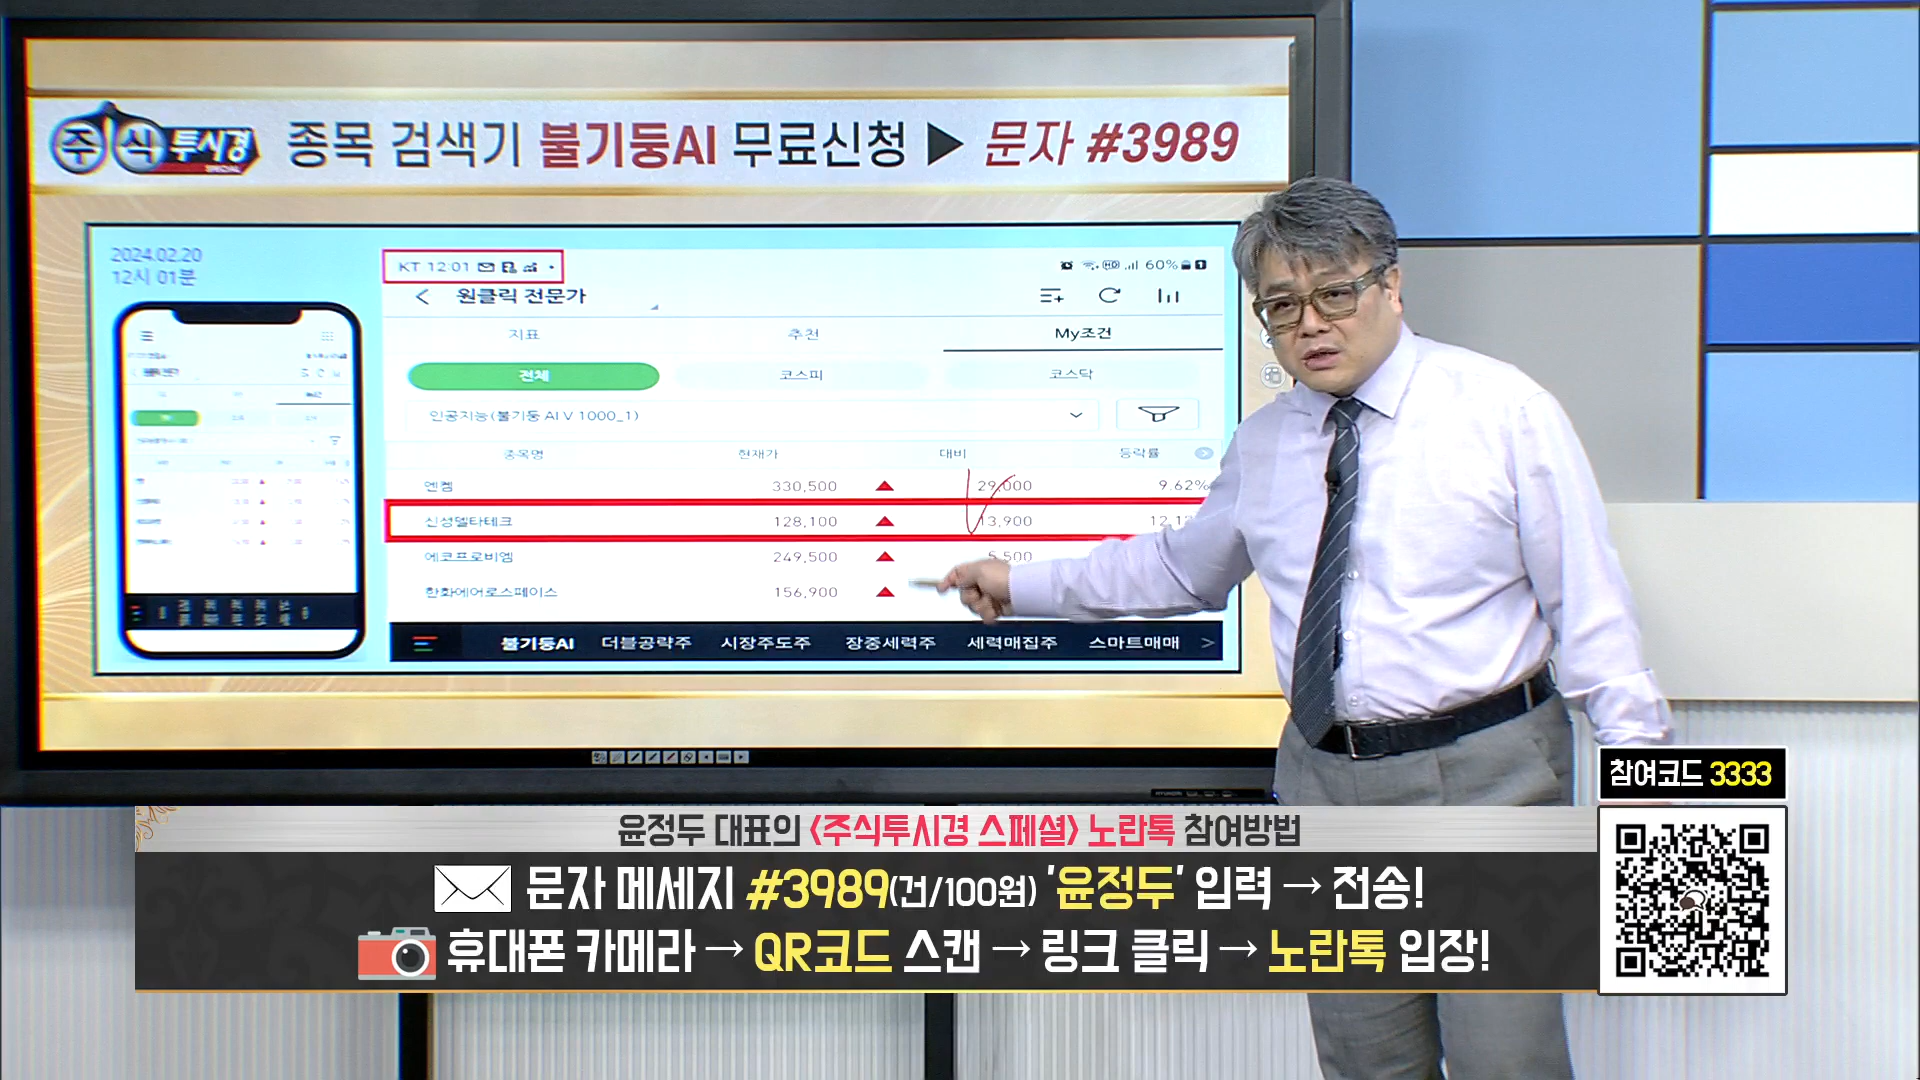 주식투시경 SPECIAL 종목 검색기 불기둥AI 무료신청 ▶ 문자 #3989
2024.02.20
12시 01분
KT 12:01
60%
원클릭 전문가
지표 추천 My조건
전체 코스피 코스닥
인공지능(불기둥 AI V 1000_1)
종목명 현재가 대비 등락률
엔켐 330,500 ▲ 29,000 9.62%
신성델타테크 128,100 ▲ 13,900
에코프로비엠 249,500 ▲ 5,500
한화에어로스페이스 156,900 ▲
불기둥AI 더블공략주 시장주도주 장중세력주 세력매집주 스마트매매 >
참여코드 3333
윤정두 대표의 <주식투시경 스페셜> 노란톡 참여방법
문자 메세지 #3989(건/100원) '윤정두' 입력 → 전송!
휴대폰 카메라 → QR코드 스캔 → 링크 클릭 → 노란톡 입장!